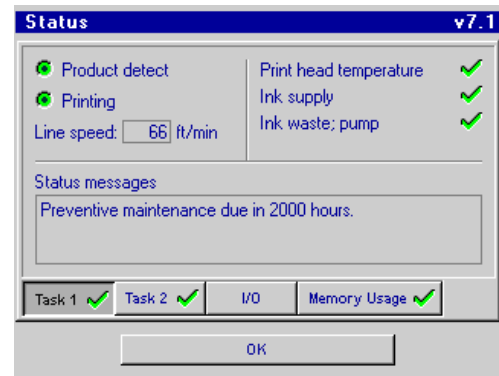 Status v7.1
Product detect
Printing
Line speed: 66 ft/min
Print head temperature
Ink supply
Ink waste; pump
Status messages
Preventive maintenance due in 2000 hours.
Task 1 Task 2 I/O Memory Usage
OK